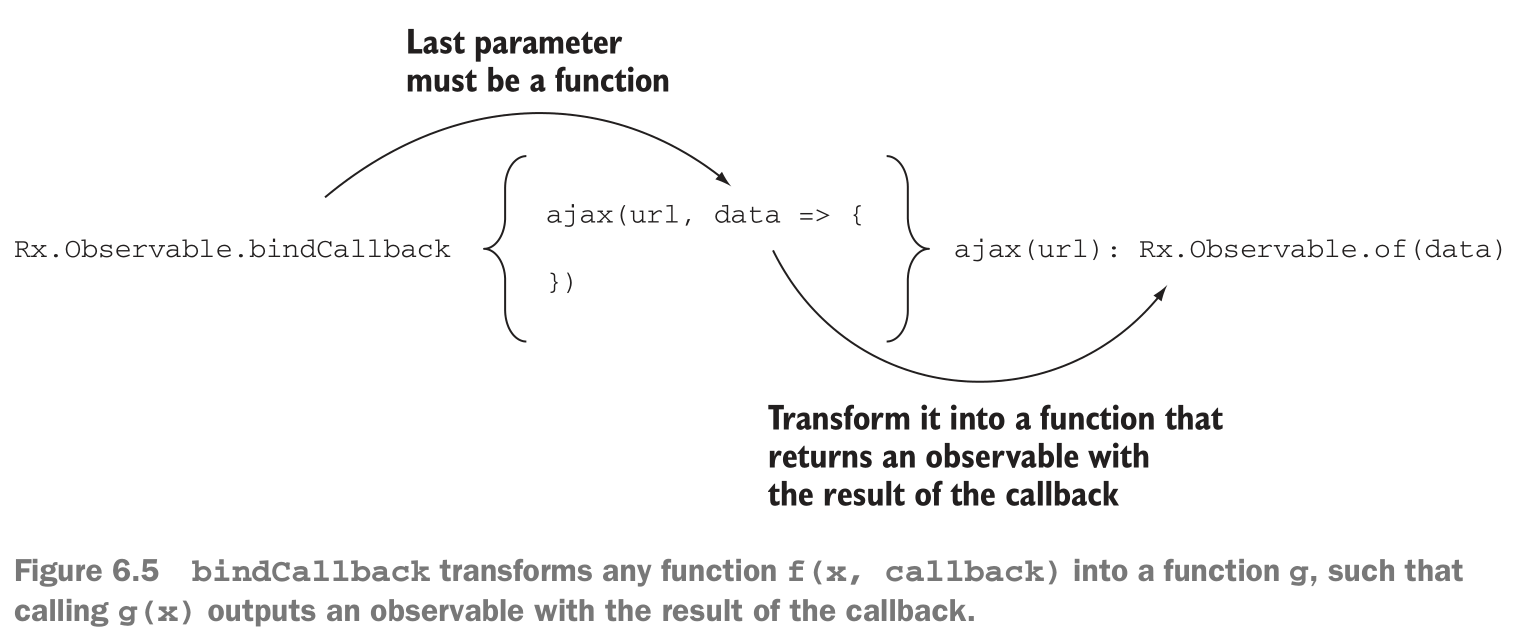 Last parameter
must be a function
ajax(url, data => {
Rx.Observable.bindCallback
ajax(url): Rx.Observable.of(data)
})
Transform it into a function that
returns an observable with
the result of the callback
Figure 6.5 bindCallback transforms any function f(x, callback) into a function g, such that
calling g(x) outputs an observable with the result of the callback.